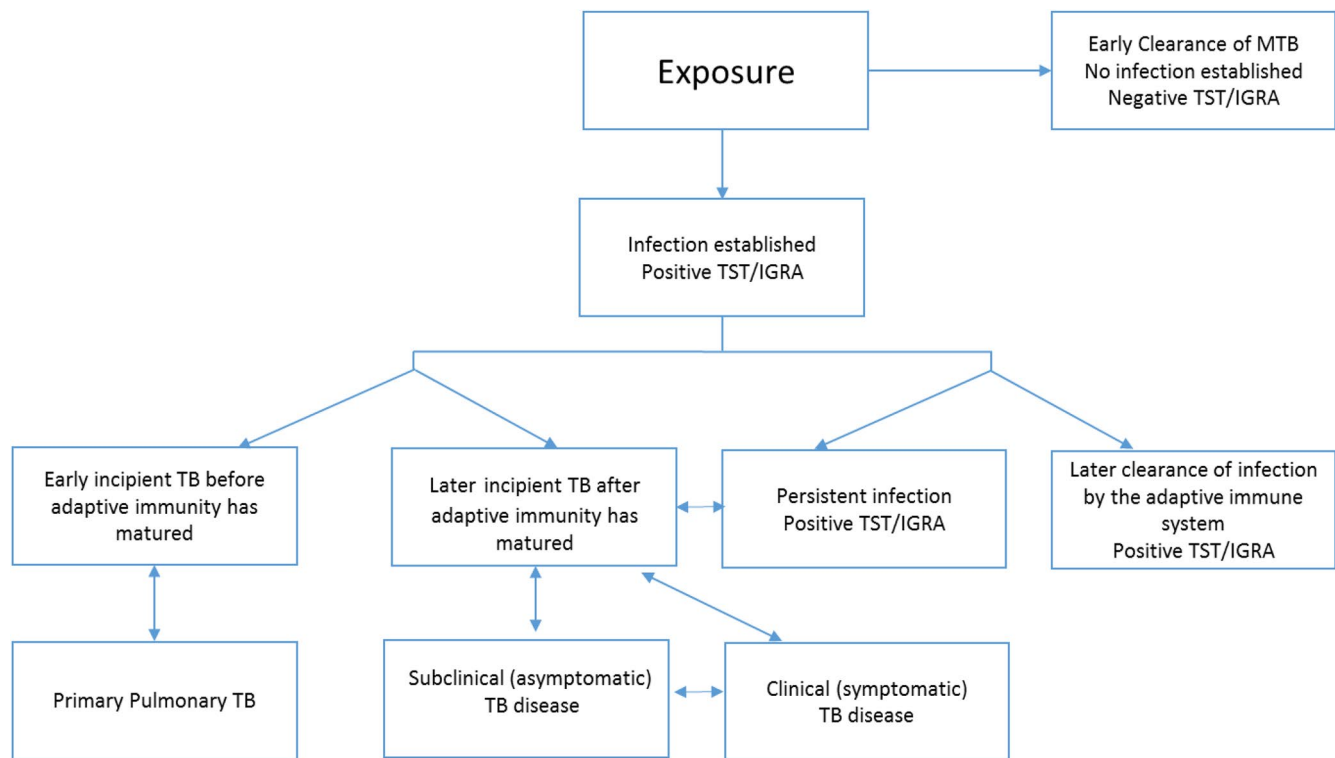 Exposure
Early Clearance of MTB
No infection established
Negative TST/IGRA
Infection established
Positive TST/IGRA
Early incipient TB before
adaptive immunity has
matured
Later incipient TB after
adaptive immunity has
matured
Persistent infection
Positive TST/IGRA
Later clearance of infection
by the adaptive immune
system
Positive TST/IGRA
Primary Pulmonary TB
Subclinical (asymptomatic)
TB disease
Clinical (symptomatic)
TB disease